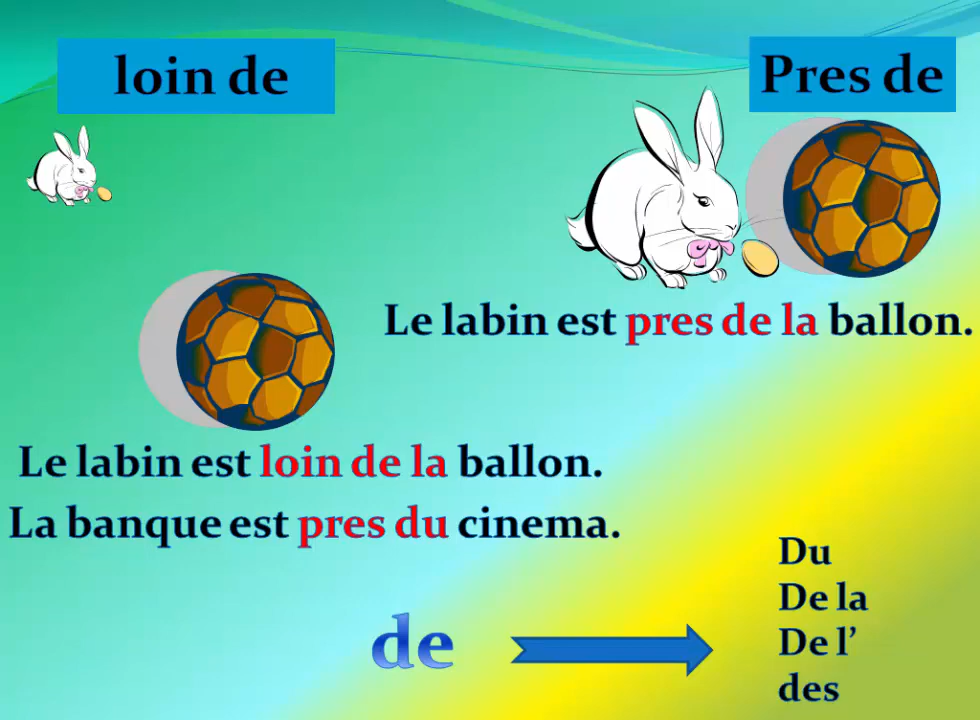 loin de
Pres de
Le labin est pres de la ballon.
Le labin est loin de la ballon.
La banque est pres du cinema.
de
Du
De la
De l’
des